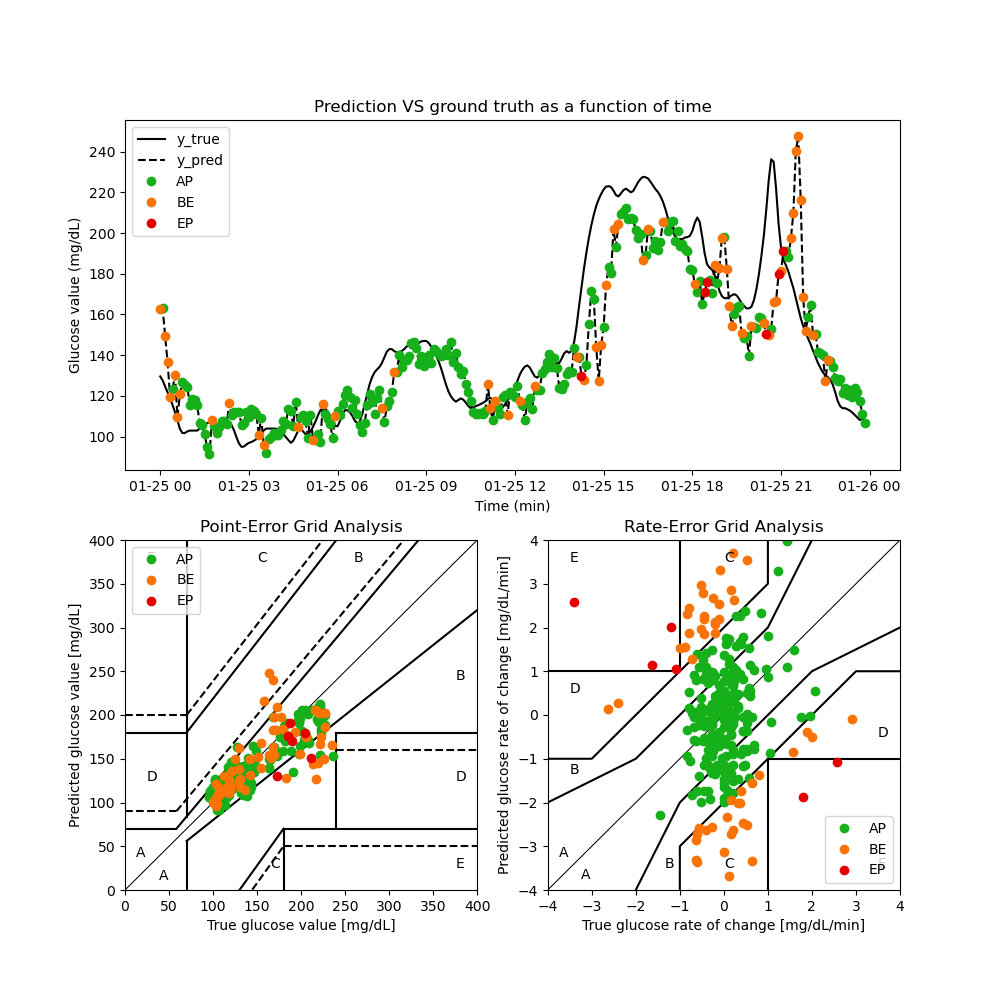 Prediction VS ground truth as a function of time
Glucose value (mg/dL)
240
220
200
180
160
140
120
100
y_true
y_pred
AP
BE
EP
01-25 00
01-25 03
01-25 06
01-25 09
01-25 12
01-25 15
01-25 18
01-25 21
01-26 00
Time (min)
Point-Error Grid Analysis
Predicted glucose value [mg/dL]
400
350
300
250
200
150
100
50
0
AP
BE
EP
C
B
B
D
D
A
A
C
E
0
50
100
150
200
250
300
350
400
True glucose value [mg/dL]
Rate-Error Grid Analysis
Predicted glucose rate of change [mg/dL/min]
4
3
2
1
0
−1
−2
−3
−4
E
C
D
D
B
A
A
B
C
AP
BE
EP
−4
−3
−2
−1
0
1
2
3
4
True glucose rate of change [mg/dL/min]